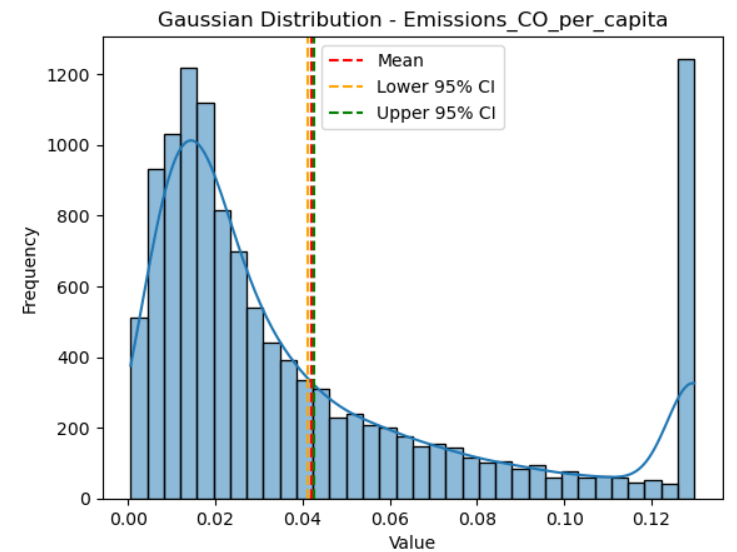 Gaussian Distribution - Emissions_CO_per_capita
Mean
Lower 95% CI
Upper 95% CI
1200
1000
800
600
400
200
0
Frequency
0.00 0.02 0.04 0.06 0.08 0.10 0.12
Value